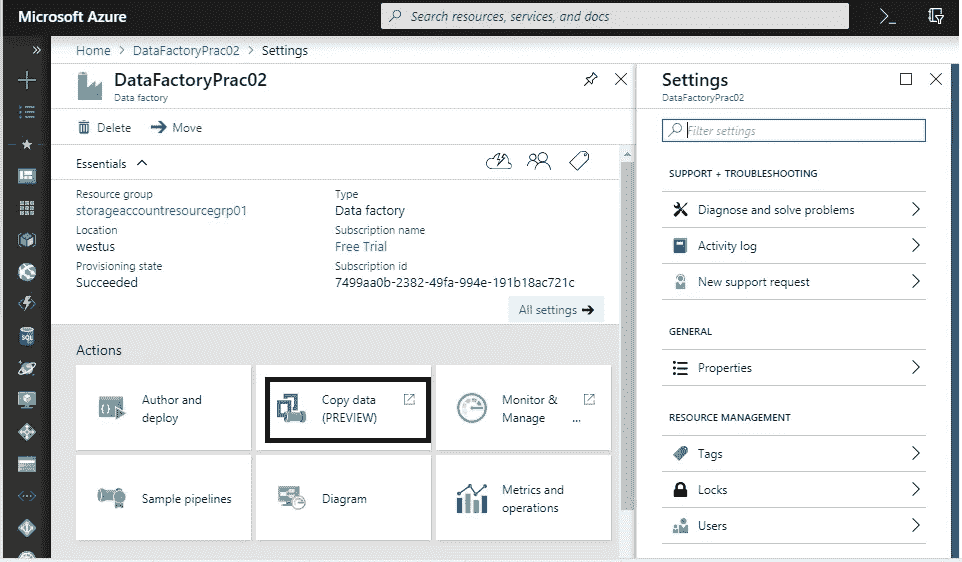 Microsoft Azure
Search resources, services, and docs
Home > DataFactoryPrac02 > Settings
DataFactoryPrac02
Data factory
Delete
Move
Essentials
Resource group
storageaccountresourcegrp01
Location
westus
Provisioning state
Succeeded
Type
Data factory
Subscription name
Free Trial
Subscription id
7499aa0b-2382-49fa-994e-191b18ac721c
All settings
Actions
Author and
deploy
Copy data
(PREVIEW)
Monitor &
Manage ...
Sample pipelines
Diagram
Metrics and
operations
Settings
DataFactoryPrac02
Filter settings
SUPPORT + TROUBLESHOOTING
Diagnose and solve problems
Activity log
New support request
GENERAL
Properties
RESOURCE MANAGEMENT
Tags
Locks
Users
SQL